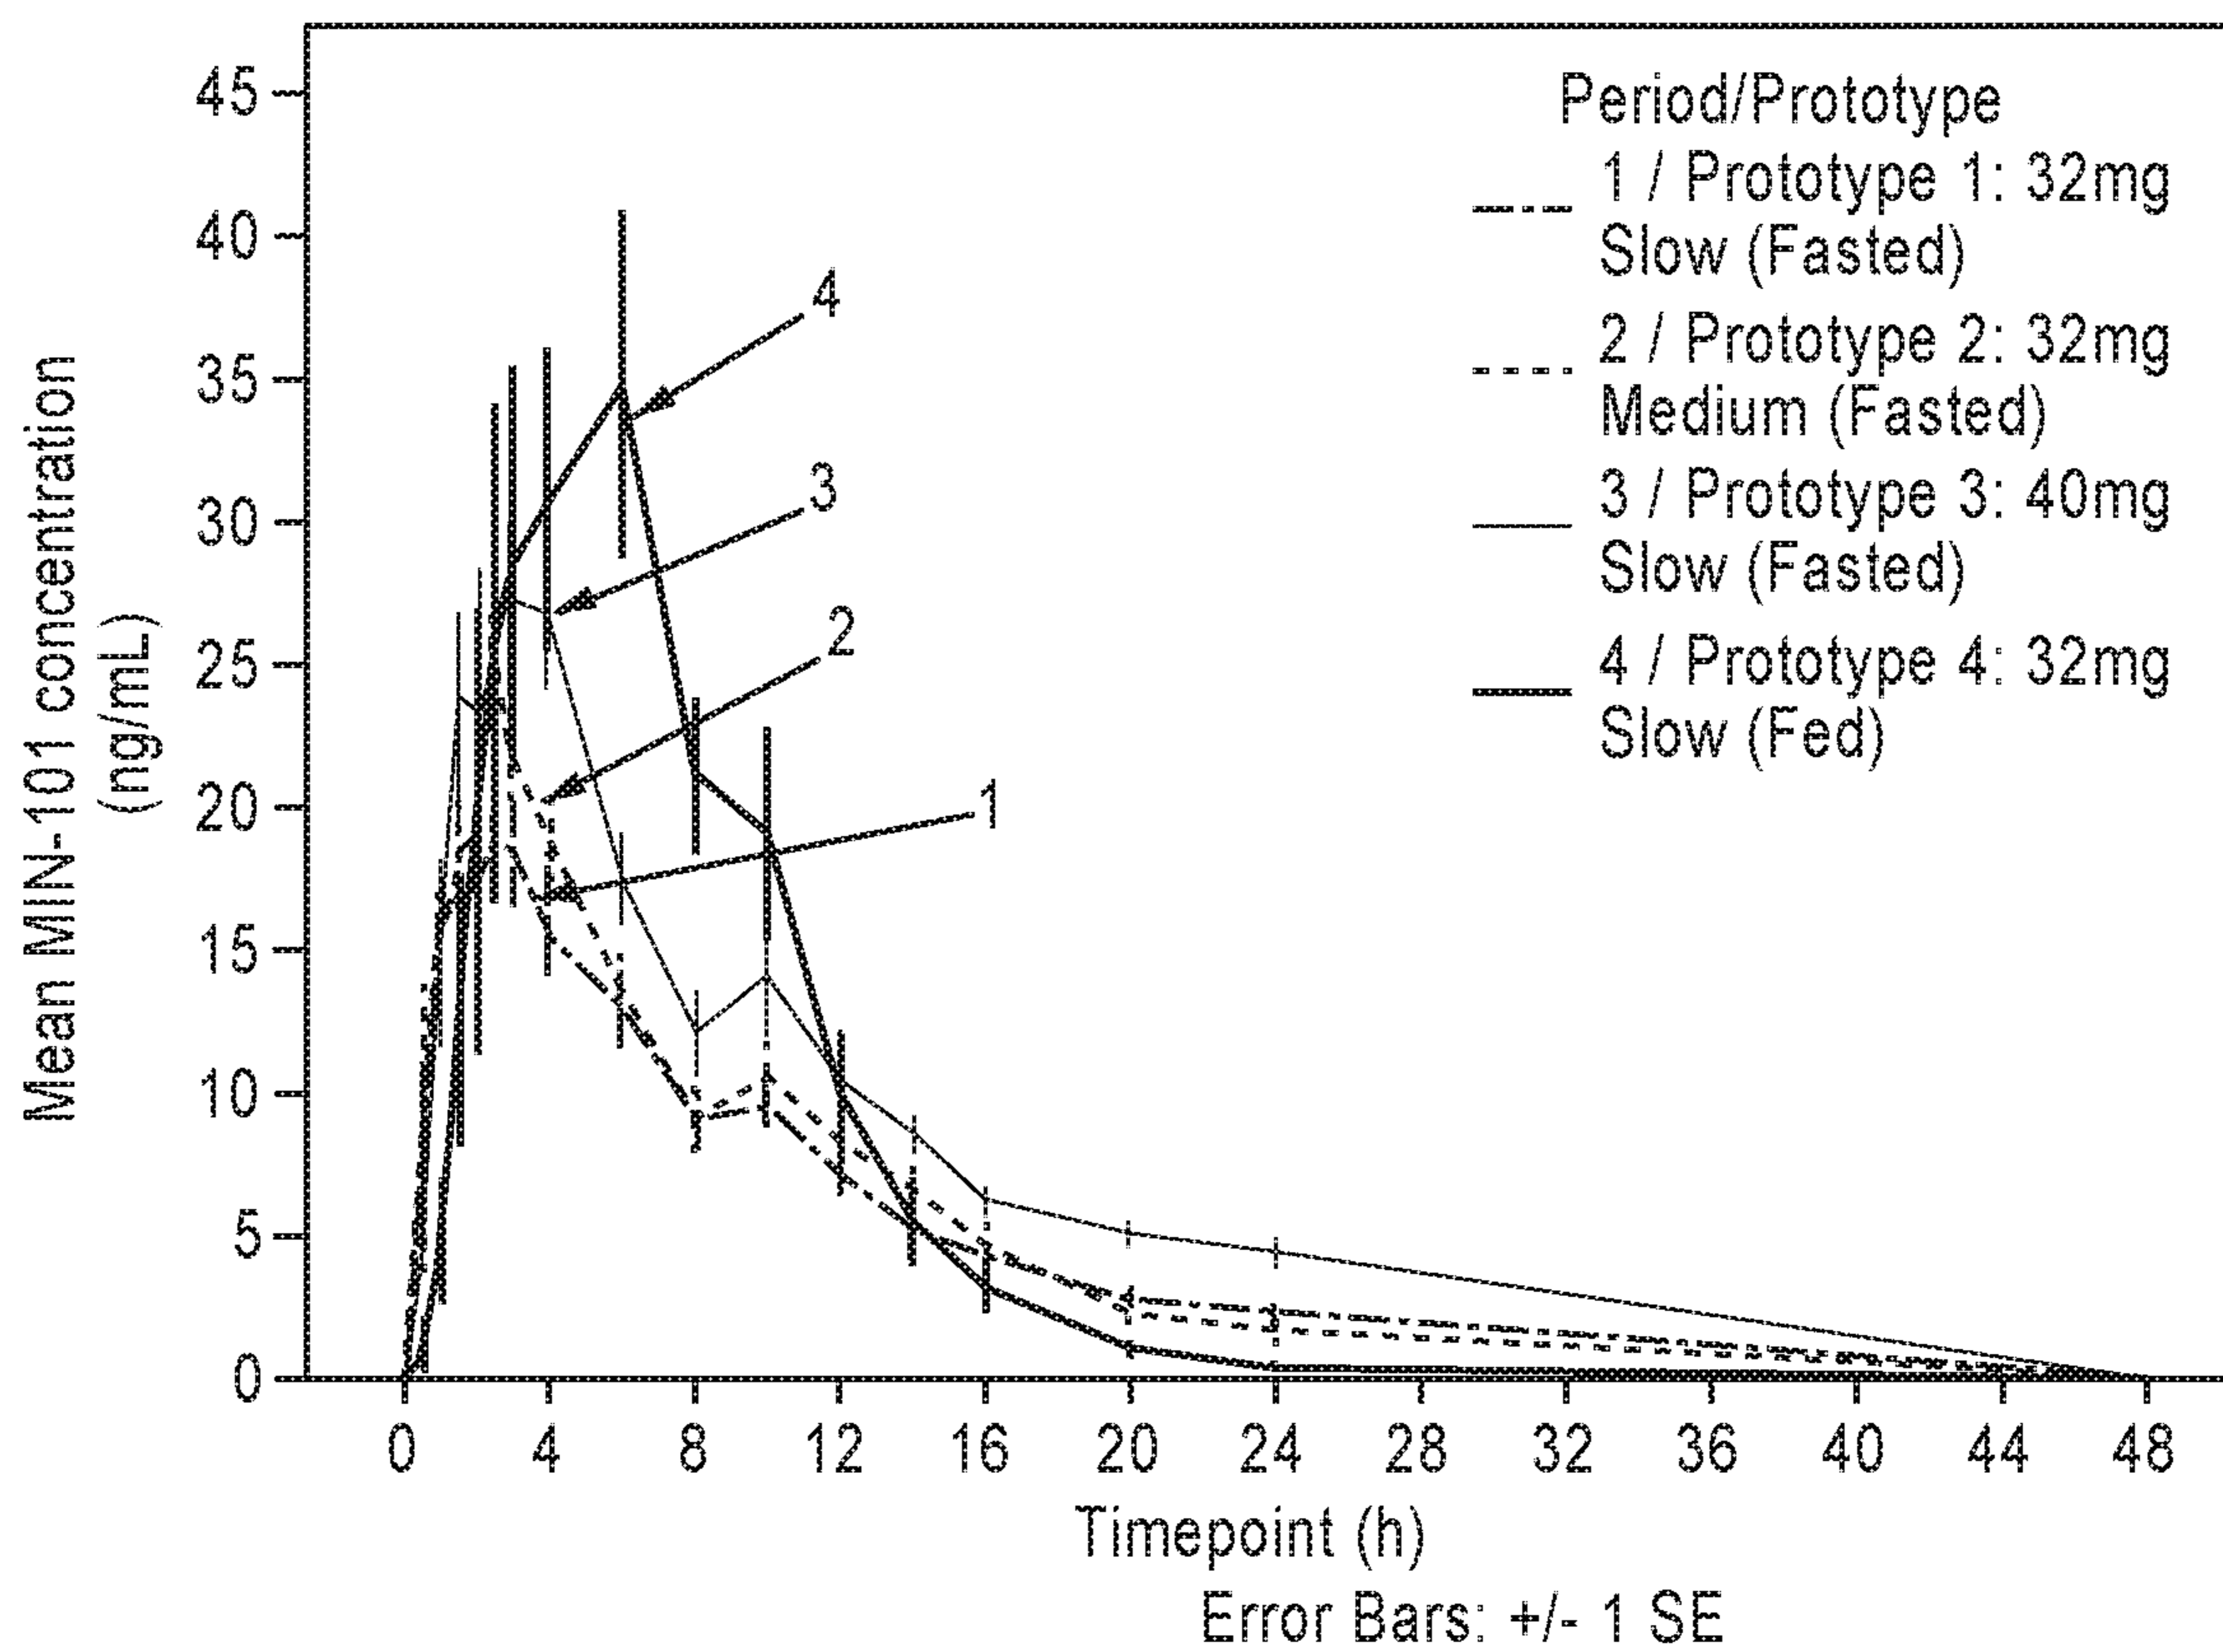 Mean MIN-101 concentration
(ng/mL)
45
40
35
30
25
20
15
10
5
0
4
3
2
1
Period/Prototype
1 / Prototype 1: 32mg
Slow (Fasted)
2 / Prototype 2: 32mg
Medium (Fasted)
3 / Prototype 3: 40mg
Slow (Fasted)
4 / Prototype 4: 32mg
Slow (Fed)
0 4 8 12 16 20 24 28 32 36 40 44 48
Timepoint (h)
Error Bars: +/- 1 SE